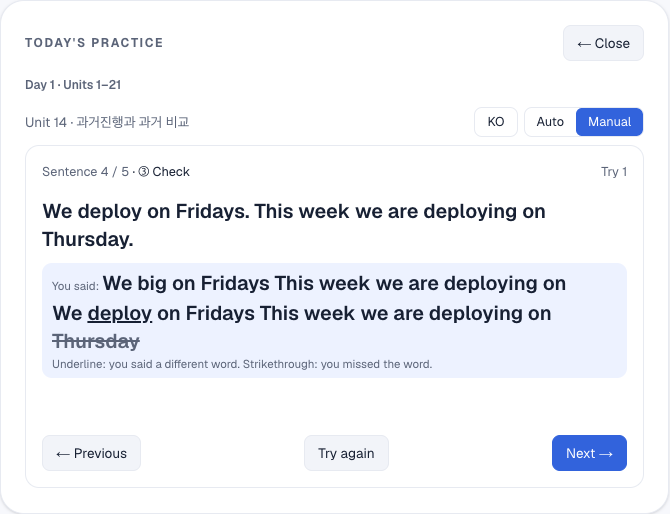 TODAY'S PRACTICE
← Close
Day 1 · Units 1–21
Unit 14 · 과거진행과 과거 비교
KO
Auto
Manual
Sentence 4 / 5 · ③ Check
Try 1
We deploy on Fridays. This week we are deploying on
Thursday.
You said: We big on Fridays This week we are deploying on
We deploy on Fridays This week we are deploying on
Thursday
Underline: you said a different word. Strikethrough: you missed the word.
← Previous
Try again
Next →